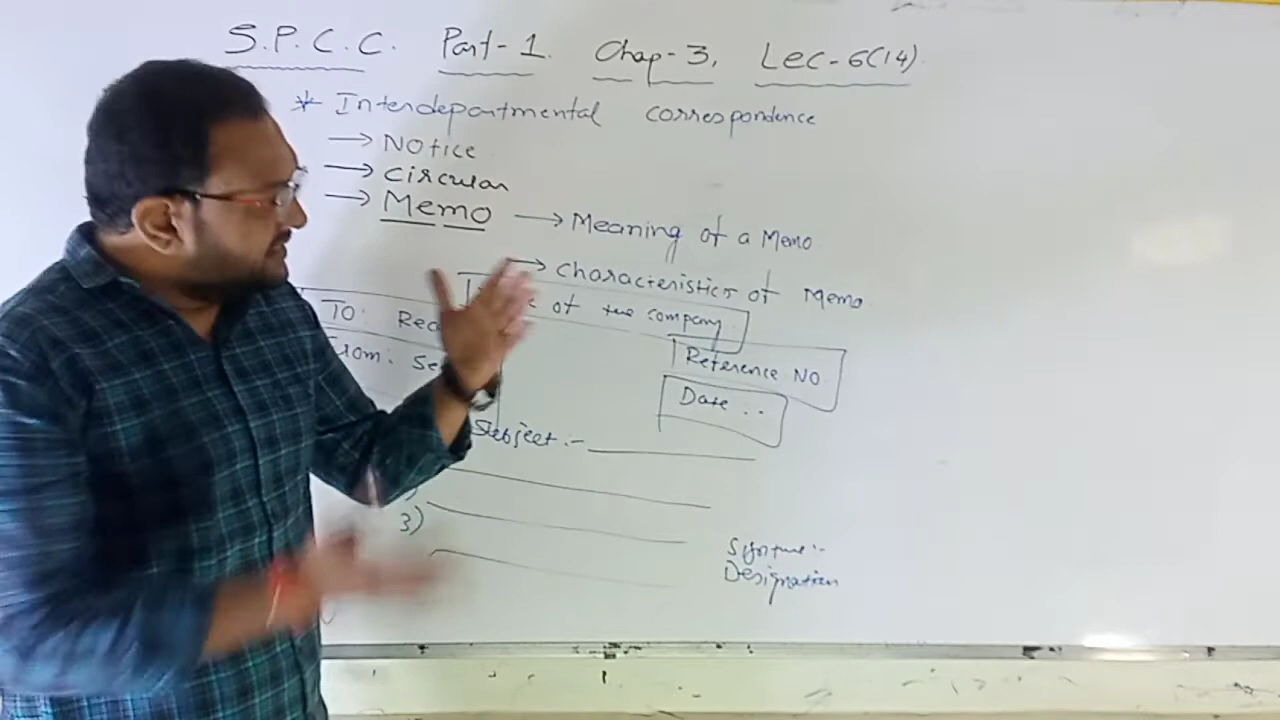 S.P.C.C. Part-1. Chap-3, Lec-6(14).
* Interdepartmental correspondence
→ Notice
→ circular
→ Memo → Meaning of a Memo
→ characteristics of Memo
of the company
TO:
Reference NO
From:
Date ..
Subject :-
3)
Designation